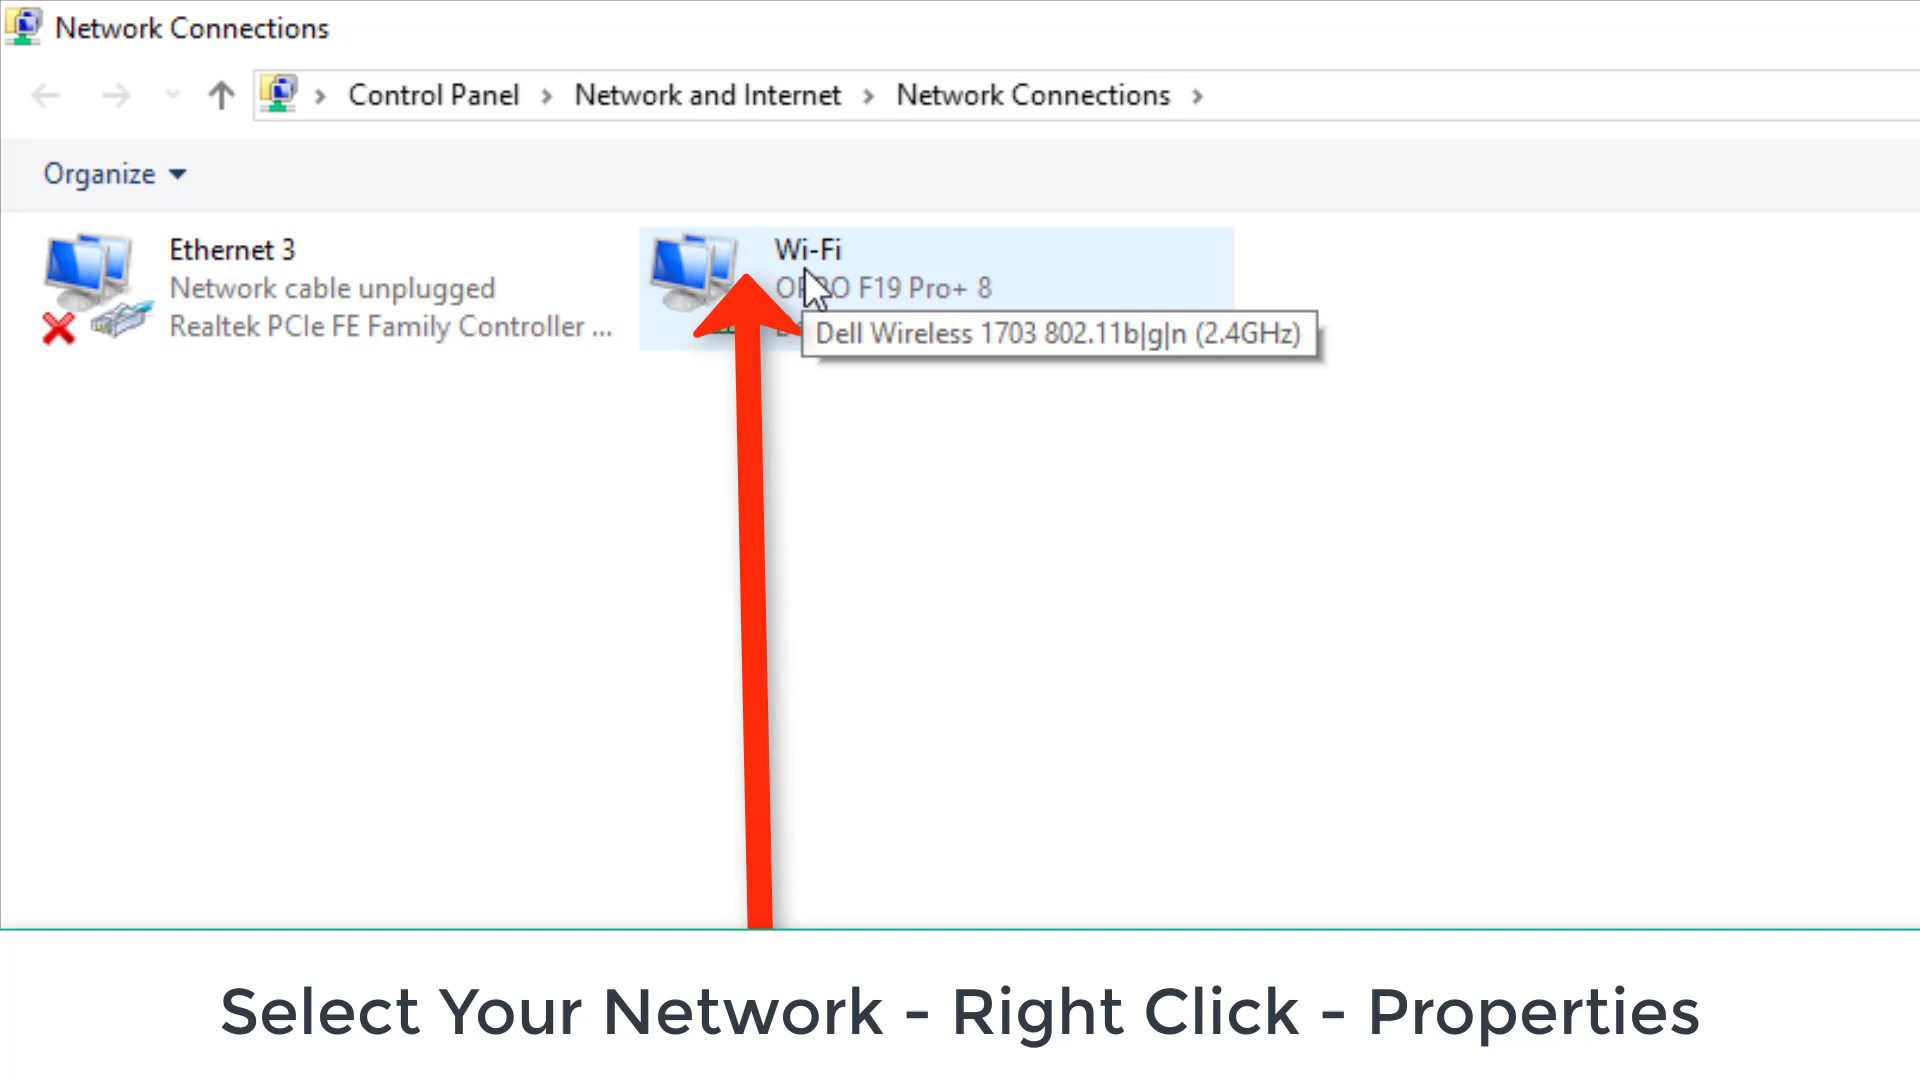 Network Connections
Control Panel > Network and Internet > Network Connections >
Organize
Ethernet 3
Network cable unplugged
Realtek PCIe FE Family Controller ...
Wi-Fi
F19 Pro+ 8
Dell Wireless 1703 802.11b|g|n (2.4GHz)
Select Your Network - Right Click - Properties